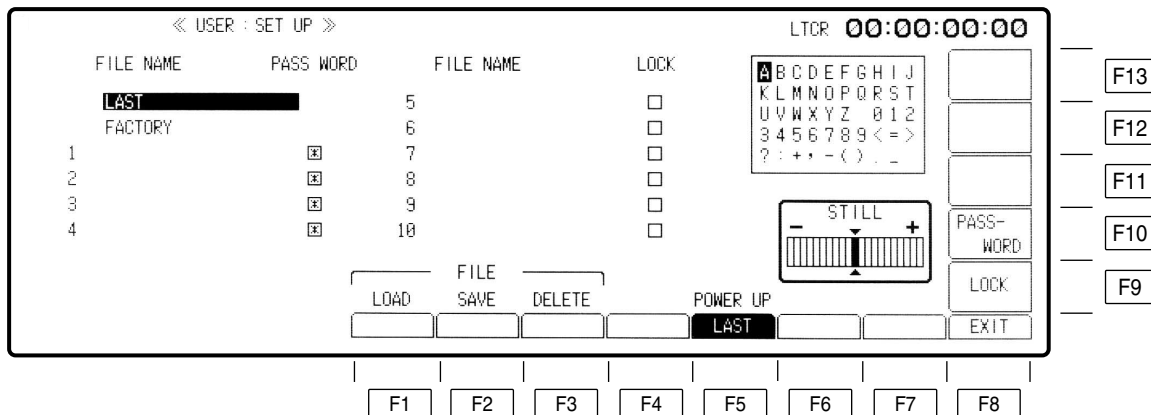 ≪ USER : SET UP ≫
LTCR 00:00:00:00
FILE NAME PASS WORD FILE NAME LOCK
LAST 5 □
FACTORY 6 □
1 * 7 □
2 * 8 □
3 * 9 □
4 * 10 □
A B C D E F G H I J
K L M N O P Q R S T
U V W X Y Z 0 1 2
3 4 5 6 7 8 9 < = >
? : + , - ( ) . _
STILL
- +
PASS-
WORD
LOCK
FILE
LOAD SAVE DELETE POWER UP
LAST EXIT
F13
F12
F11
F10
F9
F1 F2 F3 F4 F5 F6 F7 F8